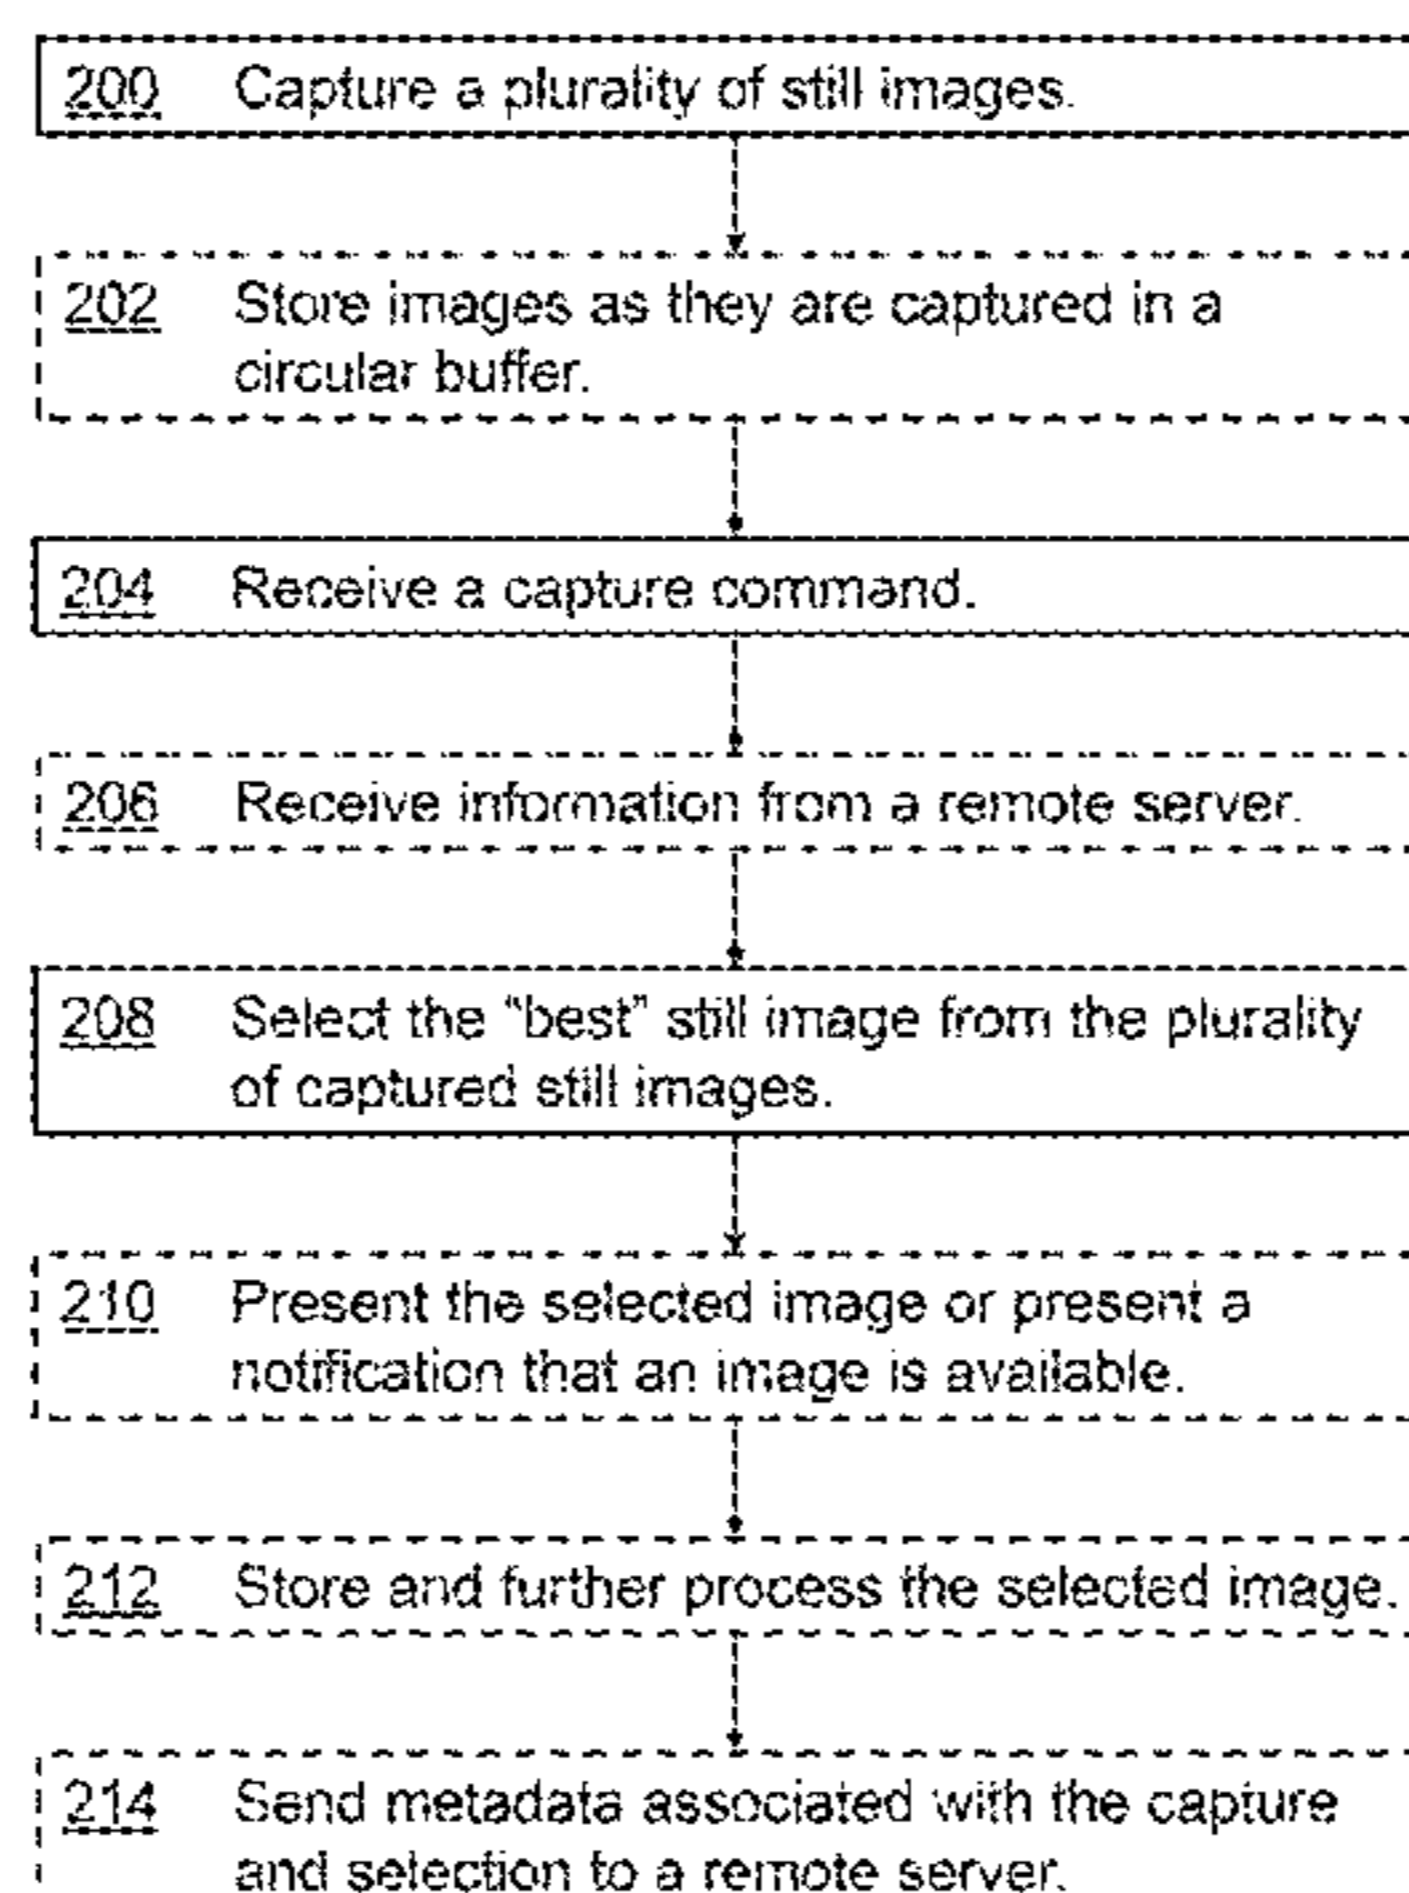 200 Capture a plurality of still images.
202 Store images as they are captured in a
circular buffer.
204 Receive a capture command.
206 Receive information from a remote server.
208 Select the “best” still image from the plurality
of captured still images.
210 Present the selected image or present a
notification that an image is available.
212 Store and further process the selected image.
214 Send metadata associated with the capture
and selection to a remote server.